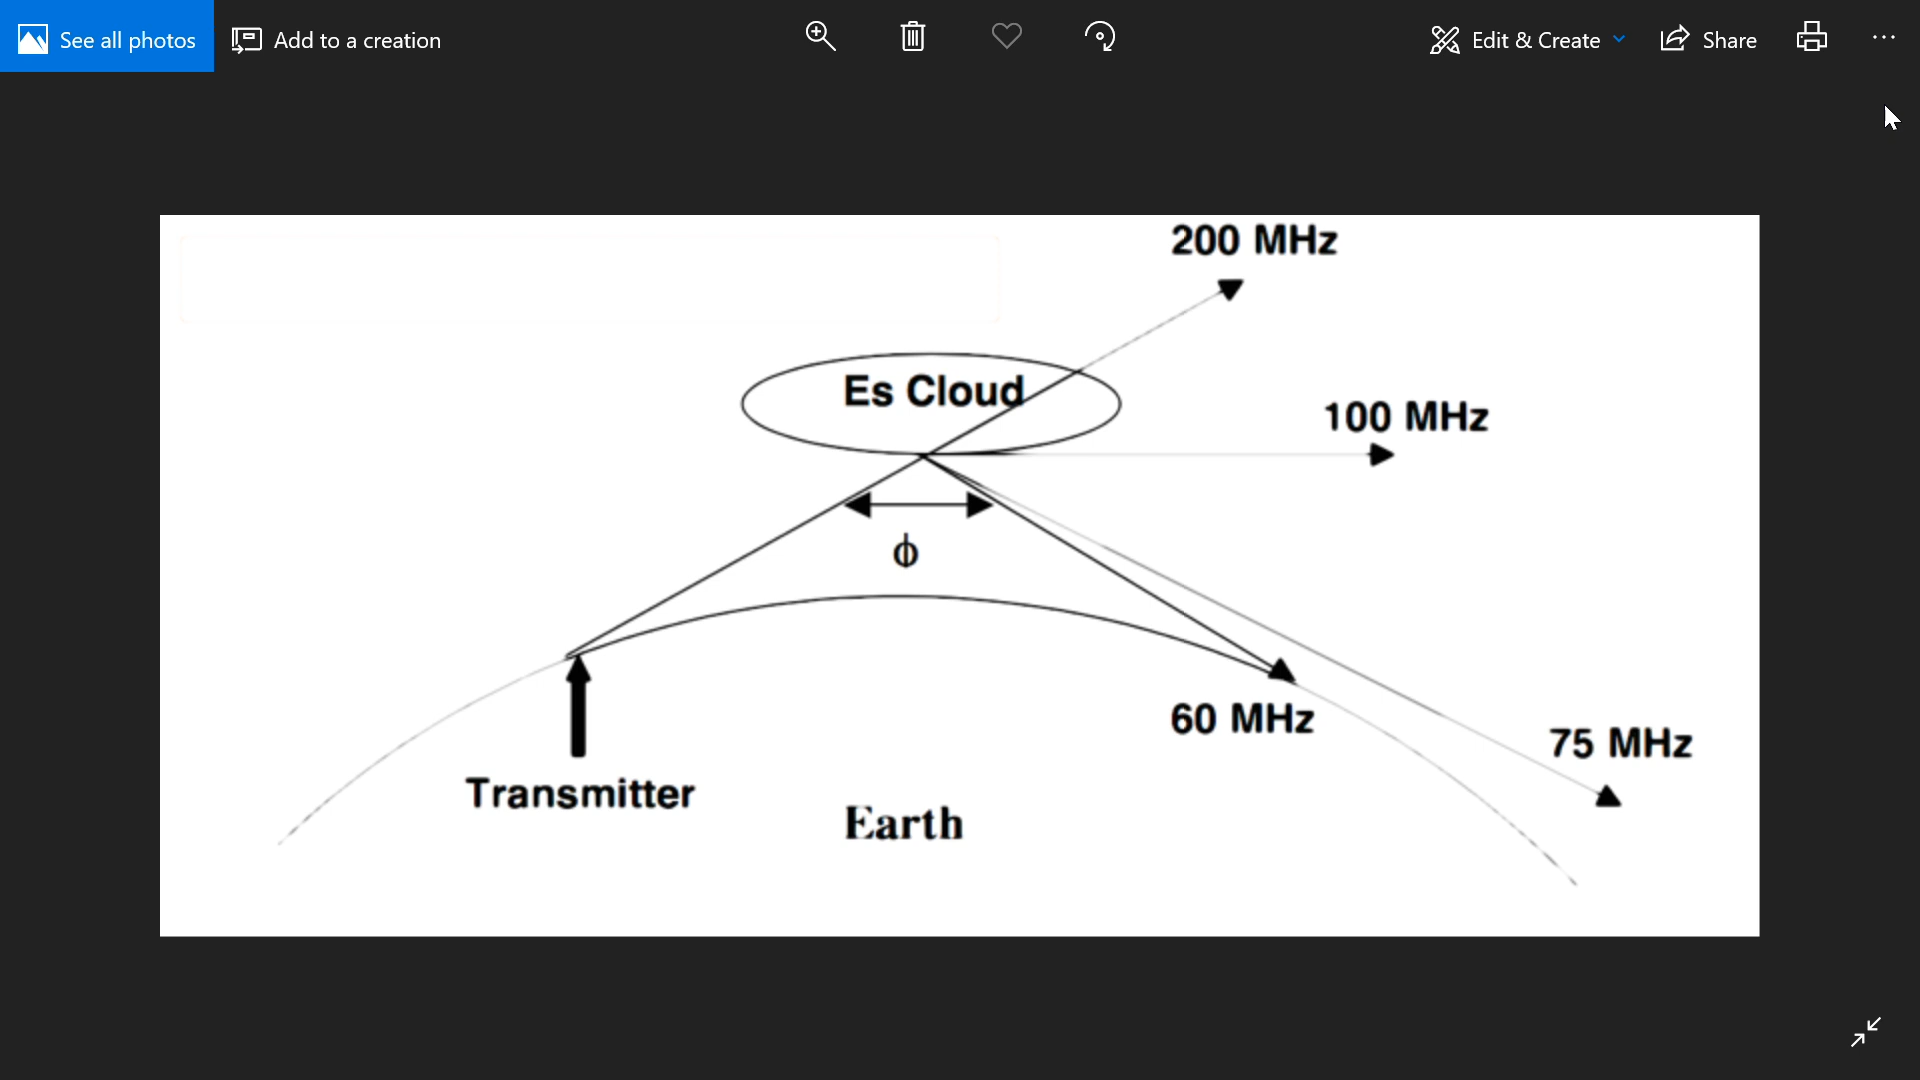 See all photos
Add to a creation
Edit & Create
Share
200 MHz
Es Cloud
100 MHz
ϕ
60 MHz
75 MHz
Transmitter
Earth